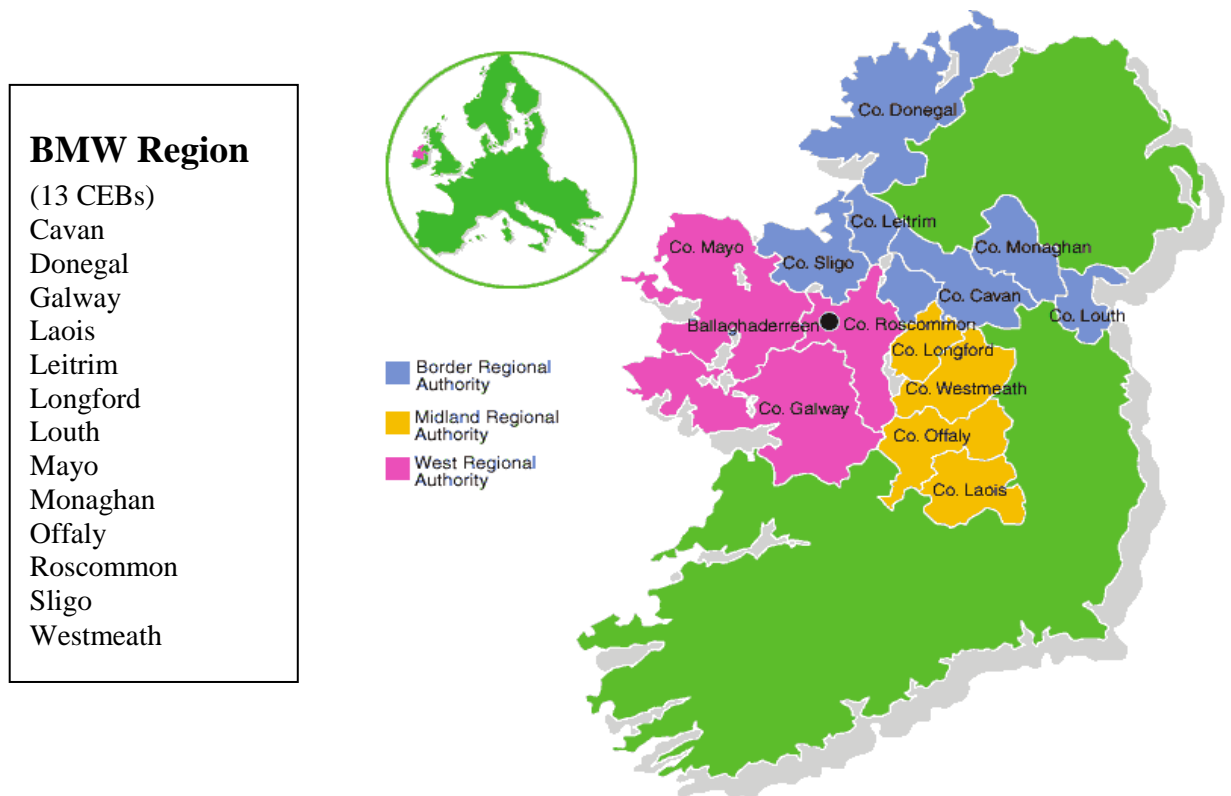 BMW Region
(13 CEBs)
Cavan
Donegal
Galway
Laois
Leitrim
Longford
Louth
Mayo
Monaghan
Offaly
Roscommon
Sligo
Westmeath
Border Regional
Authority
Midland Regional
Authority
West Regional
Authority
Co. Donegal
Co. Leitrim
Co. Mayo
Co. Monaghan
Co. Sligo
Co. Cavan
Co. Louth
Ballaghaderreen
Co. Roscommon
Co. Longford
Co. Westmeath
Co. Galway
Co. Offaly
Co. Laois